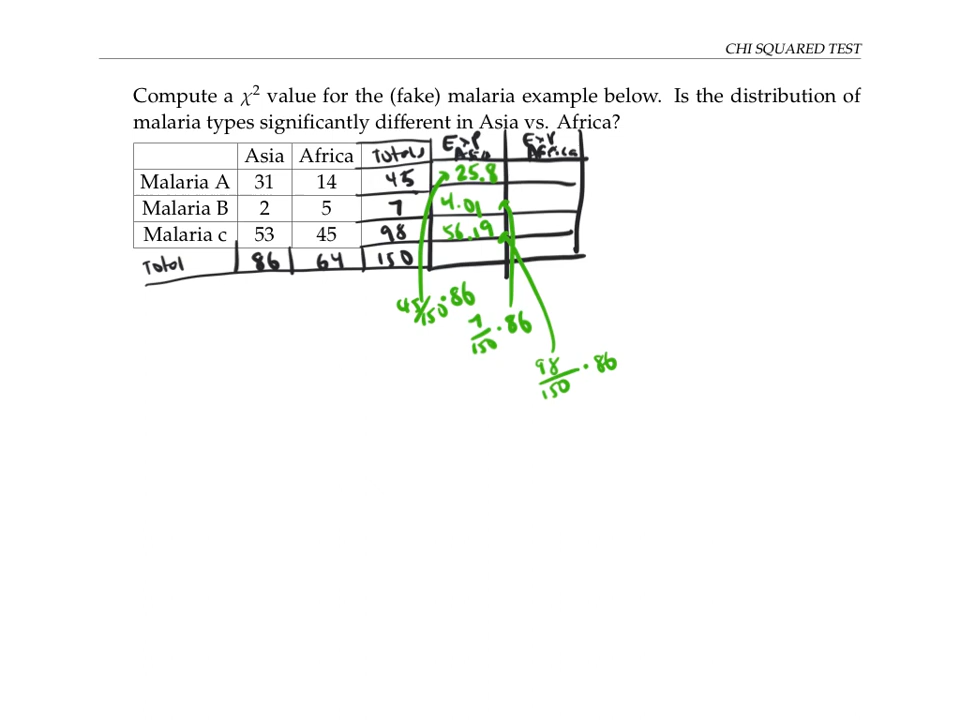 CHI SQUARED TEST
Compute a χ² value for the (fake) malaria example below. Is the distribution of
malaria types significantly different in Asia vs. Africa?
Asia Africa Totals Exp Asia Exp Africa
Malaria A 31 14 45 25.8
Malaria B 2 5 7 4.01
Malaria c 53 45 98 56.19
Total 86 64 150
45/150 · 86
7/150 · 86
98/150 · 86